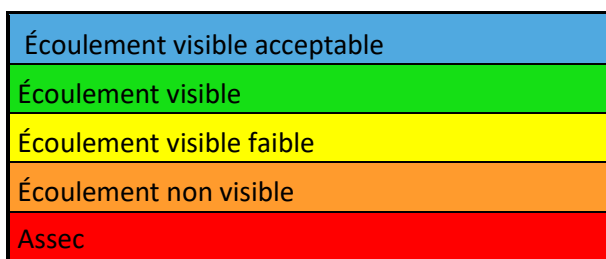 Écoulement visible acceptable
Écoulement visible
Écoulement visible faible
Écoulement non visible
Assec